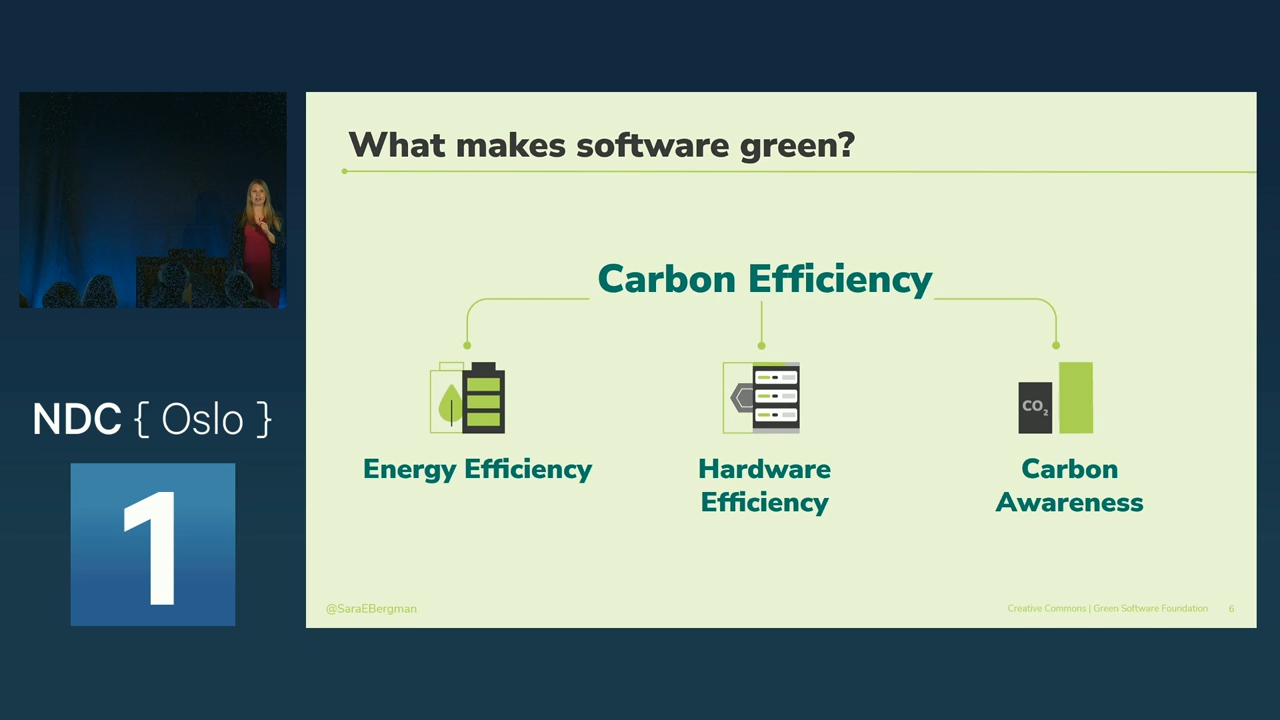 What makes software green?
Carbon Efficiency
CO2
Energy Efficiency
Hardware
Efficiency
Carbon
Awareness
@SaraEBergman
Creative Commons | Green Software Foundation
6
NDC { Oslo }
1